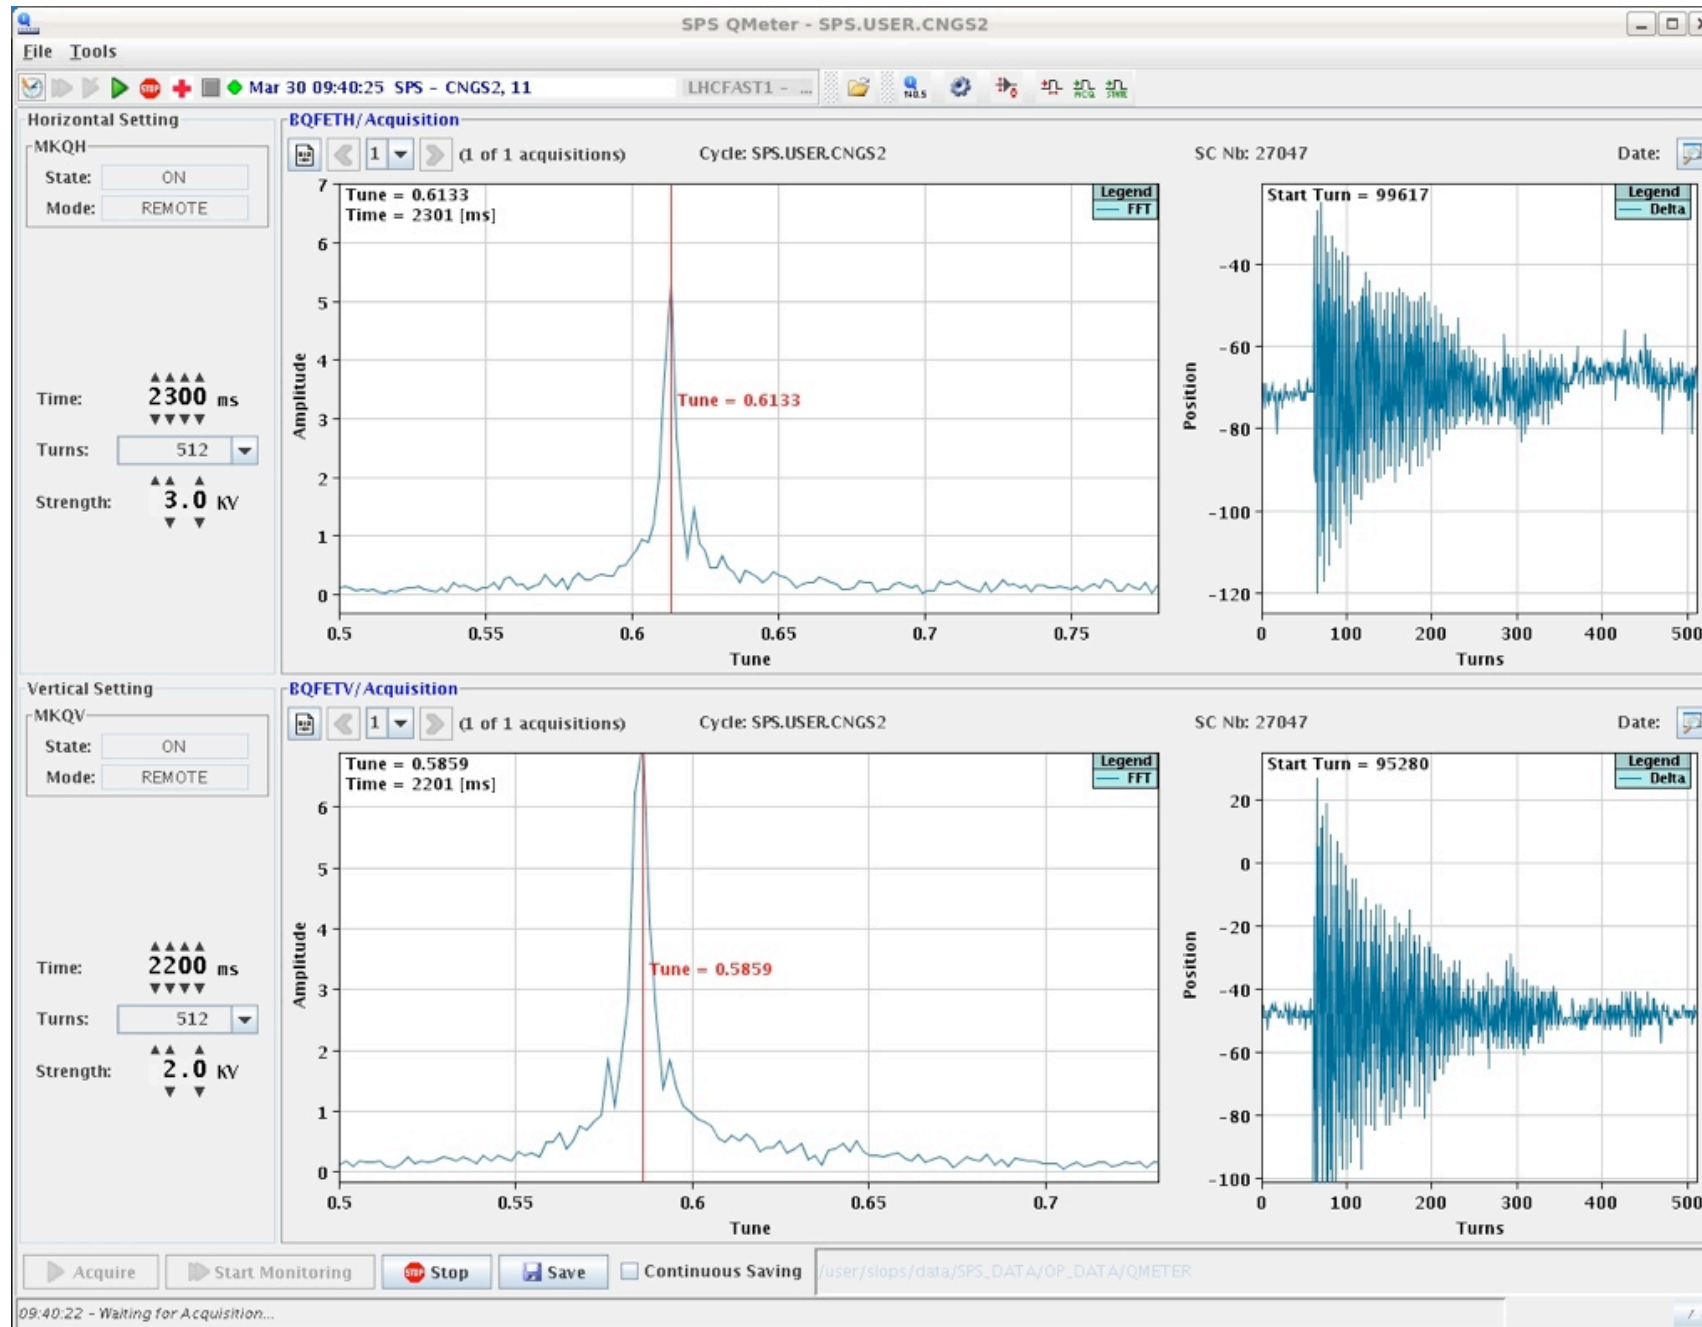 SPS QMeter - SPS.USER.CNGS2
File Tools
STOP Mar 30 09:40:25 SPS - CNGS2, 11 LHCFAST1 - ...
Horizontal Setting
MKQH
State: ON
Mode: REMOTE
Time: 2300 ms
Turns: 512
Strength: 3.0 KV
BQFETH/Acquisition
1 (1 of 1 acquisitions) Cycle: SPS.USER.CNGS2 SC Nb: 27047 Date:
Tune = 0.6133
Time = 2301 [ms]
Legend
FFT
Tune = 0.6133
Amplitude
7
6
5
4
3
2
1
0
0.5 0.55 0.6 0.65 0.7 0.75
Tune
Start Turn = 99617
Legend
Delta
Position
-40
-60
-80
-100
-120
0 100 200 300 400 500
Turns
Vertical Setting
MKQV
State: ON
Mode: REMOTE
Time: 2200 ms
Turns: 512
Strength: 2.0 KV
BQFETV/Acquisition
1 (1 of 1 acquisitions) Cycle: SPS.USER.CNGS2 SC Nb: 27047 Date:
Tune = 0.5859
Time = 2201 [ms]
Legend
FFT
Tune = 0.5859
Amplitude
6
5
4
3
2
1
0
0.5 0.55 0.6 0.65 0.7
Tune
Start Turn = 95280
Legend
Delta
Position
20
0
-20
-40
-60
-80
-100
0 100 200 300 400 500
Turns
Acquire Start Monitoring STOP Stop Save Continuous Saving /user/slops/data/SPS_DATA/OP_DATA/QMETER
09:40:22 - Waiting for Acquisition...